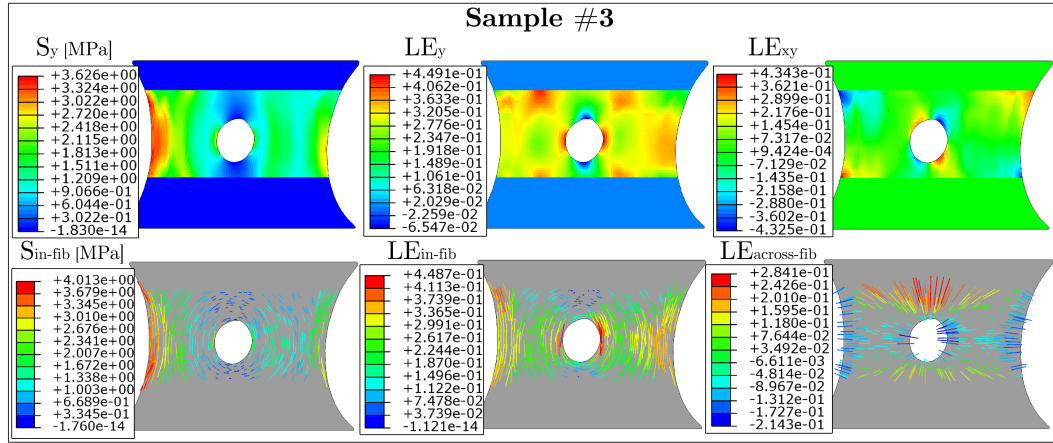 Sample #3
Sy [MPa]
+3.626e+00
+3.324e+00
+3.022e+00
+2.720e+00
+2.418e+00
+2.115e+00
+1.813e+00
+1.511e+00
+1.209e+00
+9.066e-01
+6.044e-01
+3.022e-01
-1.830e-14
LEy
+4.491e-01
+4.062e-01
+3.633e-01
+3.205e-01
+2.776e-01
+2.347e-01
+1.918e-01
+1.489e-01
+1.061e-01
+6.318e-02
+2.029e-02
-2.259e-02
-6.547e-02
LExy
+4.343e-01
+3.621e-01
+2.899e-01
+2.176e-01
+1.454e-01
+7.317e-02
+9.424e-04
-7.129e-02
-1.435e-01
-2.158e-01
-2.880e-01
-3.602e-01
-4.325e-01
Sin-fib [MPa]
+4.013e+00
+3.679e+00
+3.345e+00
+3.010e+00
+2.676e+00
+2.341e+00
+2.007e+00
+1.672e+00
+1.338e+00
+1.003e+00
+6.689e-01
+3.345e-01
-1.760e-14
LEin-fib
+4.487e-01
+4.113e-01
+3.739e-01
+3.365e-01
+2.991e-01
+2.617e-01
+2.244e-01
+1.870e-01
+1.496e-01
+1.122e-01
+7.478e-02
+3.739e-02
-1.121e-14
LEacross-fib
+2.841e-01
+2.426e-01
+2.010e-01
+1.595e-01
+1.180e-01
+7.644e-02
+3.492e-02
-6.611e-03
-4.814e-02
-8.967e-02
-1.312e-01
-1.727e-01
-2.143e-01